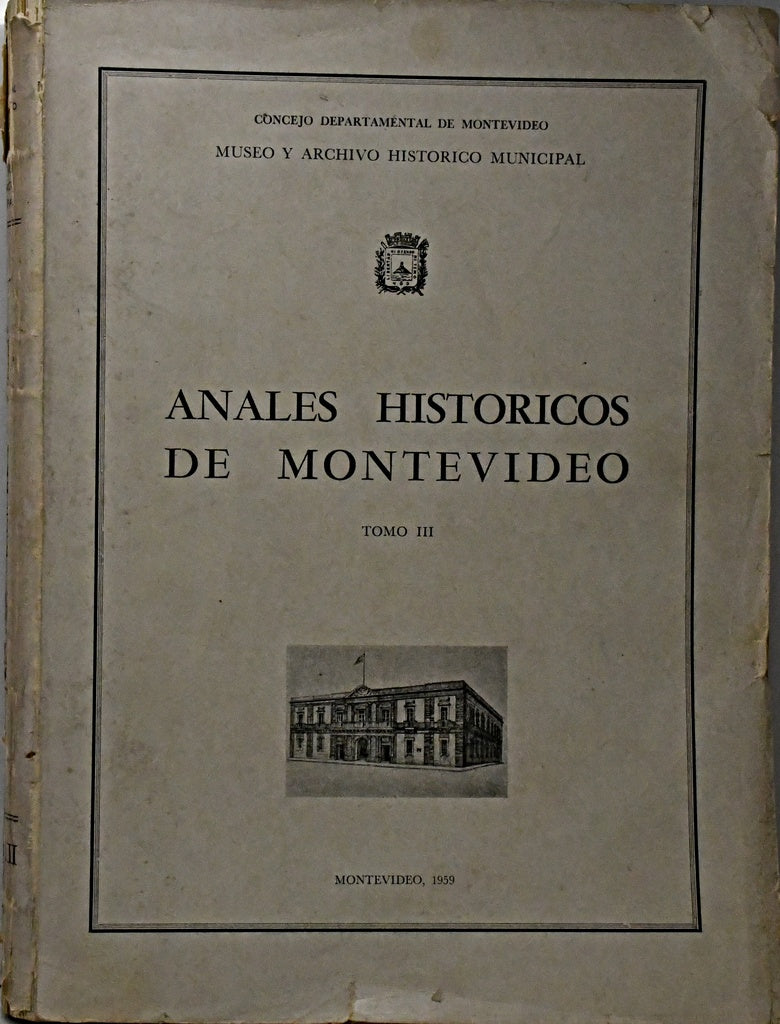 CONCEJO DEPARTAMENTAL DE MONTEVIDEO
MUSEO Y ARCHIVO HISTORICO MUNICIPAL
ANALES HISTORICOS
DE MONTEVIDEO
TOMO III
MONTEVIDEO, 1959